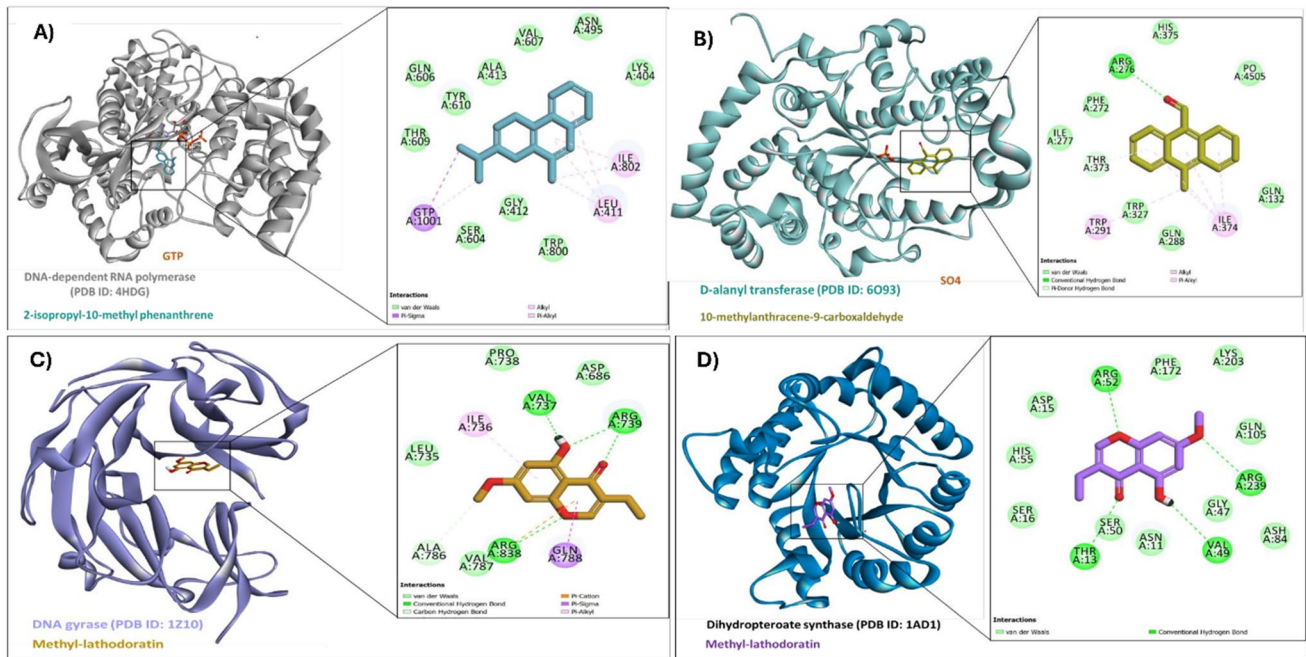 A)
GTP
DNA-dependent RNA polymerase
(PDB ID: 4HDG)
2-isopropyl-10-methyl phenanthrene
ASN
A:495
VAL
A:607
GLN
A:606
ALA
A:413
LYS
A:404
TYR
A:610
THR
A:609
ILE
A:802
GTP
A:1001
GLY
A:412
LEU
A:411
SER
A:604
TRP
A:800
Interactions
van der Waals
Pi-Sigma
Alkyl
Pi-Alkyl
B)
SO4
D-alanyl transferase (PDB ID: 6O93)
10-methylanthracene-9-carboxaldehyde
HIS
A:375
ARG
A:276
PO
A:4505
PHE
A:272
ILE
A:277
THR
A:373
GLN
A:132
TRP
A:327
TRP
A:291
ILE
A:374
GLN
A:288
Interactions
van der Waals
Conventional Hydrogen Bond
Pi-Donor Hydrogen Bond
Alkyl
Pi-Alkyl
C)
DNA gyrase (PDB ID: 1Z10)
Methyl-lathodoratin
PRO
A:738
ASP
A:686
VAL
A:737
ILE
A:736
ARG
A:739
LEU
A:735
ALA
A:786
VAL
A:787
ARG
A:838
GLN
A:788
Interactions
van der Waals
Conventional Hydrogen Bond
Carbon Hydrogen Bond
Pi-Cation
Pi-Sigma
Pi-Alkyl
D)
Dihydropteroate synthase (PDB ID: 1AD1)
Methyl-lathodoratin
LYS
A:203
PHE
A:172
ARG
A:52
ASP
A:15
GLN
A:105
HIS
A:55
ARG
A:239
SER
A:16
GLY
A:47
SER
A:50
ASN
A:11
ASH
A:84
THR
A:13
VAL
A:49
Interactions
van der Waals
Conventional Hydrogen Bond